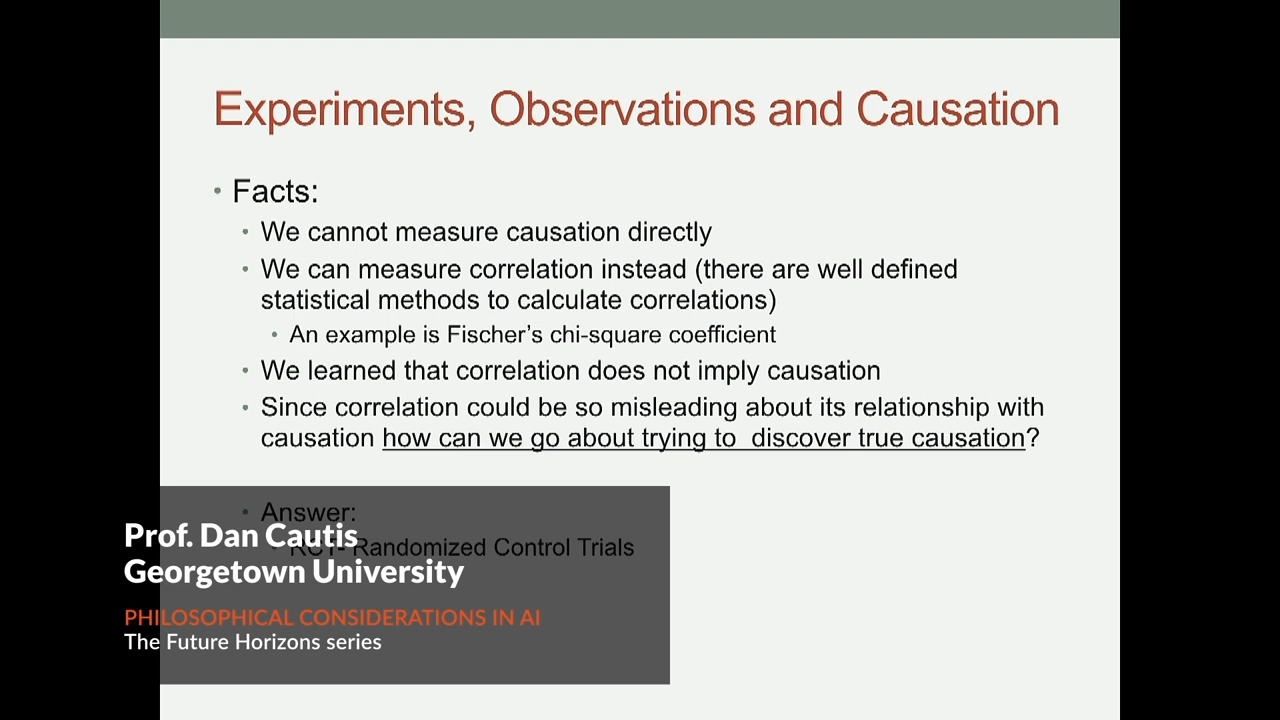 Experiments, Observations and Causation
• Facts:
• We cannot measure causation directly
• We can measure correlation instead (there are well defined
statistical methods to calculate correlations)
• An example is Fischer's chi-square coefficient
• We learned that correlation does not imply causation
• Since correlation could be so misleading about its relationship with
causation how can we go about trying to discover true causation?
• Answer:
• RCT- Randomized Control Trials
Prof. Dan Cautis
Georgetown University
PHILOSOPHICAL CONSIDERATIONS IN AI
The Future Horizons series